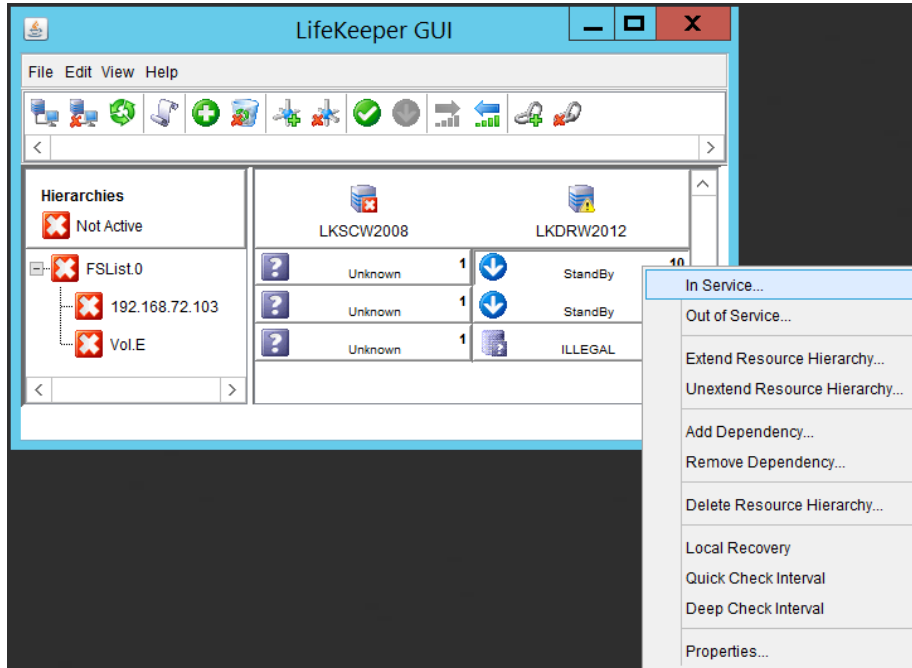 LifeKeeper GUI
File Edit View Help
Hierarchies
Not Active
LKSCW2008
LKDRW2012
FSList.0
Unknown 1
StandBy 10
192.168.72.103
Unknown 1
StandBy
Vol.E
Unknown 1
ILLEGAL
In Service...
Out of Service...
Extend Resource Hierarchy...
Unextend Resource Hierarchy...
Add Dependency...
Remove Dependency...
Delete Resource Hierarchy...
Local Recovery
Quick Check Interval
Deep Check Interval
Properties...